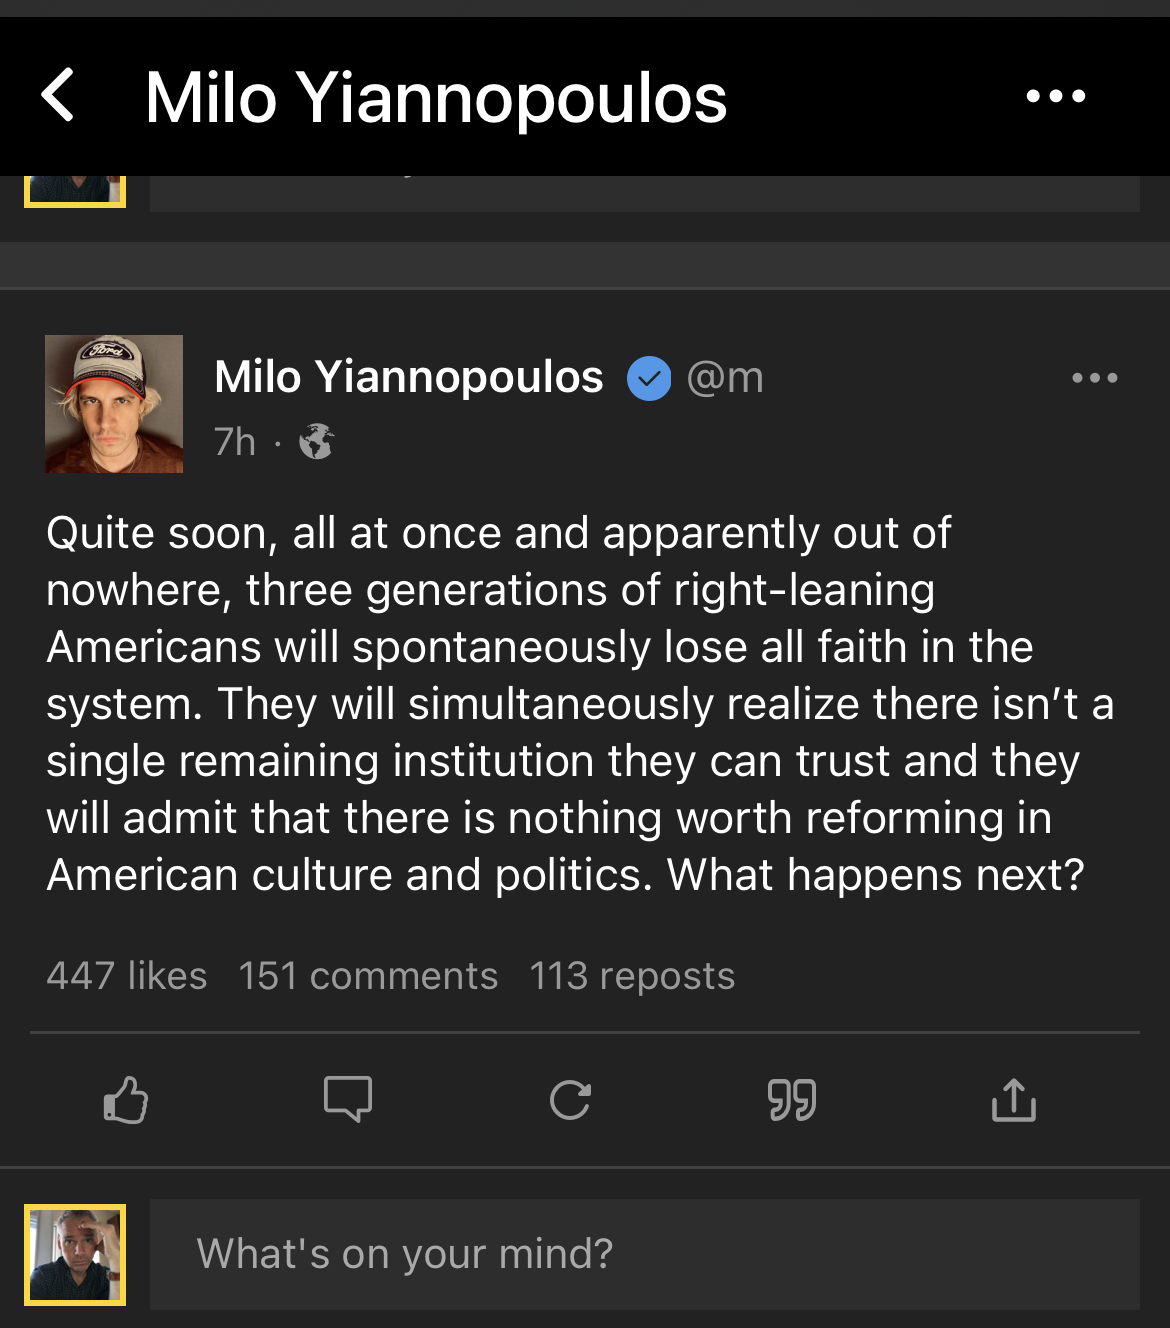 Milo Yiannopoulos
Ford
Milo Yiannopoulos @m
7h ·
Quite soon, all at once and apparently out of
nowhere, three generations of right-leaning
Americans will spontaneously lose all faith in the
system. They will simultaneously realize there isn’t a
single remaining institution they can trust and they
will admit that there is nothing worth reforming in
American culture and politics. What happens next?
447 likes 151 comments 113 reposts
What's on your mind?